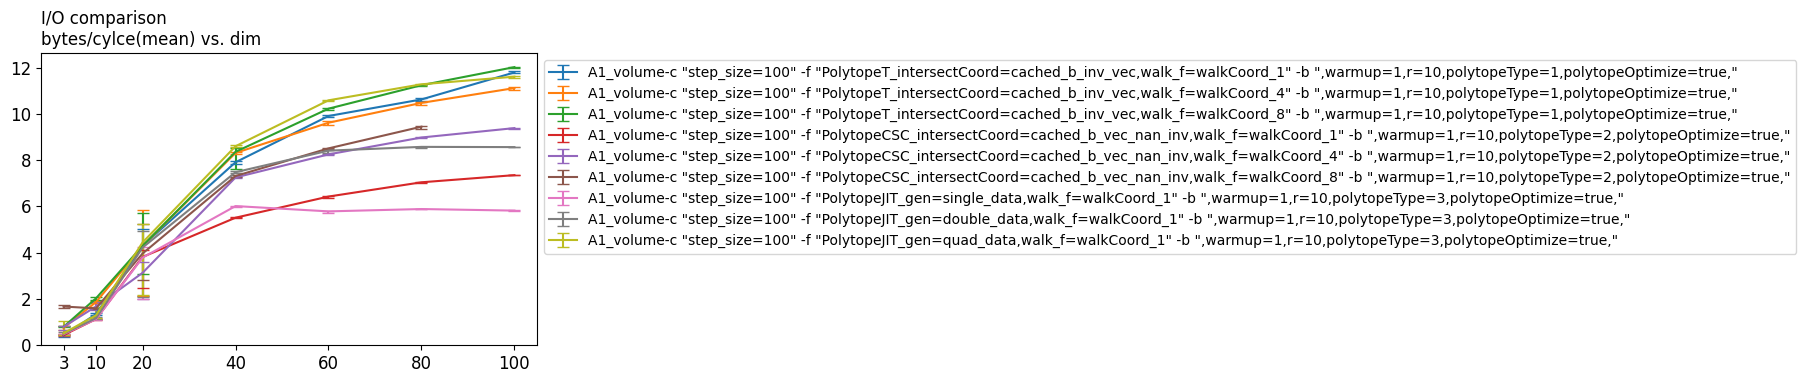 I/O comparison
bytes/cylce(mean) vs. dim
12
10
8
6
4
2
0
3 10 20 40 60 80 100
A1_volume-c "step_size=100" -f "PolytopeT_intersectCoord=cached_b_inv_vec,walk_f=walkCoord_1" -b ",warmup=1,r=10,polytopeType=1,polytopeOptimize=true,"
A1_volume-c "step_size=100" -f "PolytopeT_intersectCoord=cached_b_inv_vec,walk_f=walkCoord_4" -b ",warmup=1,r=10,polytopeType=1,polytopeOptimize=true,"
A1_volume-c "step_size=100" -f "PolytopeT_intersectCoord=cached_b_inv_vec,walk_f=walkCoord_8" -b ",warmup=1,r=10,polytopeType=1,polytopeOptimize=true,"
A1_volume-c "step_size=100" -f "PolytopeCSC_intersectCoord=cached_b_vec_nan_inv,walk_f=walkCoord_1" -b ",warmup=1,r=10,polytopeType=2,polytopeOptimize=true,"
A1_volume-c "step_size=100" -f "PolytopeCSC_intersectCoord=cached_b_vec_nan_inv,walk_f=walkCoord_4" -b ",warmup=1,r=10,polytopeType=2,polytopeOptimize=true,"
A1_volume-c "step_size=100" -f "PolytopeCSC_intersectCoord=cached_b_vec_nan_inv,walk_f=walkCoord_8" -b ",warmup=1,r=10,polytopeType=2,polytopeOptimize=true,"
A1_volume-c "step_size=100" -f "PolytopeJIT_gen=single_data,walk_f=walkCoord_1" -b ",warmup=1,r=10,polytopeType=3,polytopeOptimize=true,"
A1_volume-c "step_size=100" -f "PolytopeJIT_gen=double_data,walk_f=walkCoord_1" -b ",warmup=1,r=10,polytopeType=3,polytopeOptimize=true,"
A1_volume-c "step_size=100" -f "PolytopeJIT_gen=quad_data,walk_f=walkCoord_1" -b ",warmup=1,r=10,polytopeType=3,polytopeOptimize=true,"